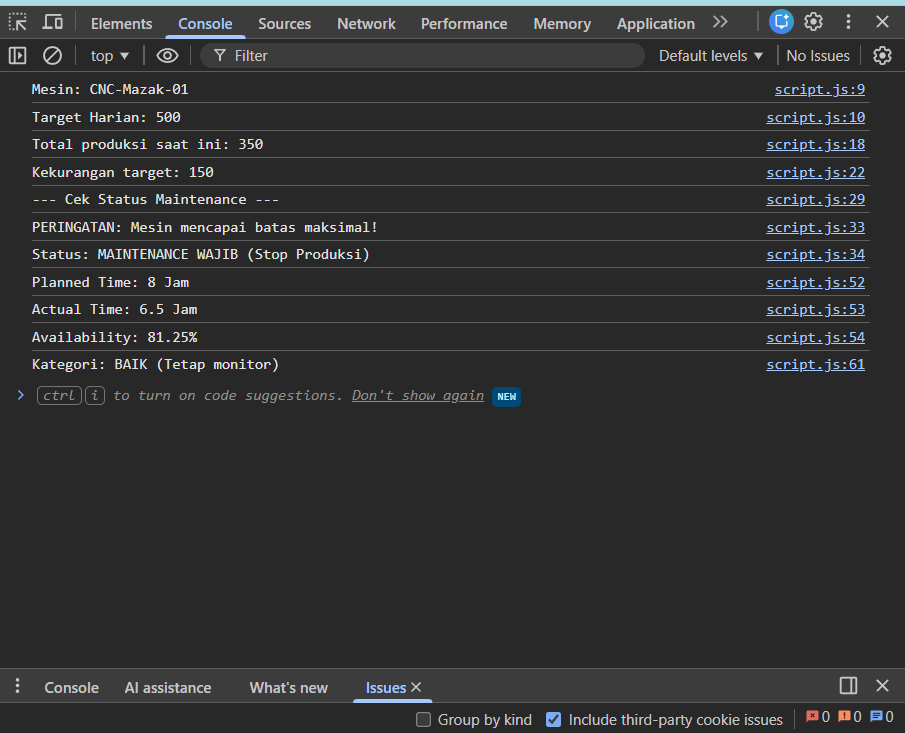 Elements Console Sources Network Performance Memory Application
top Filter Default levels No Issues
Mesin: CNC-Mazak-01 script.js:9
Target Harian: 500 script.js:10
Total produksi saat ini: 350 script.js:18
Kekurangan target: 150 script.js:22
--- Cek Status Maintenance --- script.js:29
PERINGATAN: Mesin mencapai batas maksimal! script.js:33
Status: MAINTENANCE WAJIB (Stop Produksi) script.js:34
Planned Time: 8 Jam script.js:52
Actual Time: 6.5 Jam script.js:53
Availability: 81.25% script.js:54
Kategori: BAIK (Tetap monitor) script.js:61
ctrl i to turn on code suggestions. Don't show again NEW
Console AI assistance What's new Issues
Group by kind Include third-party cookie issues 0 0 0